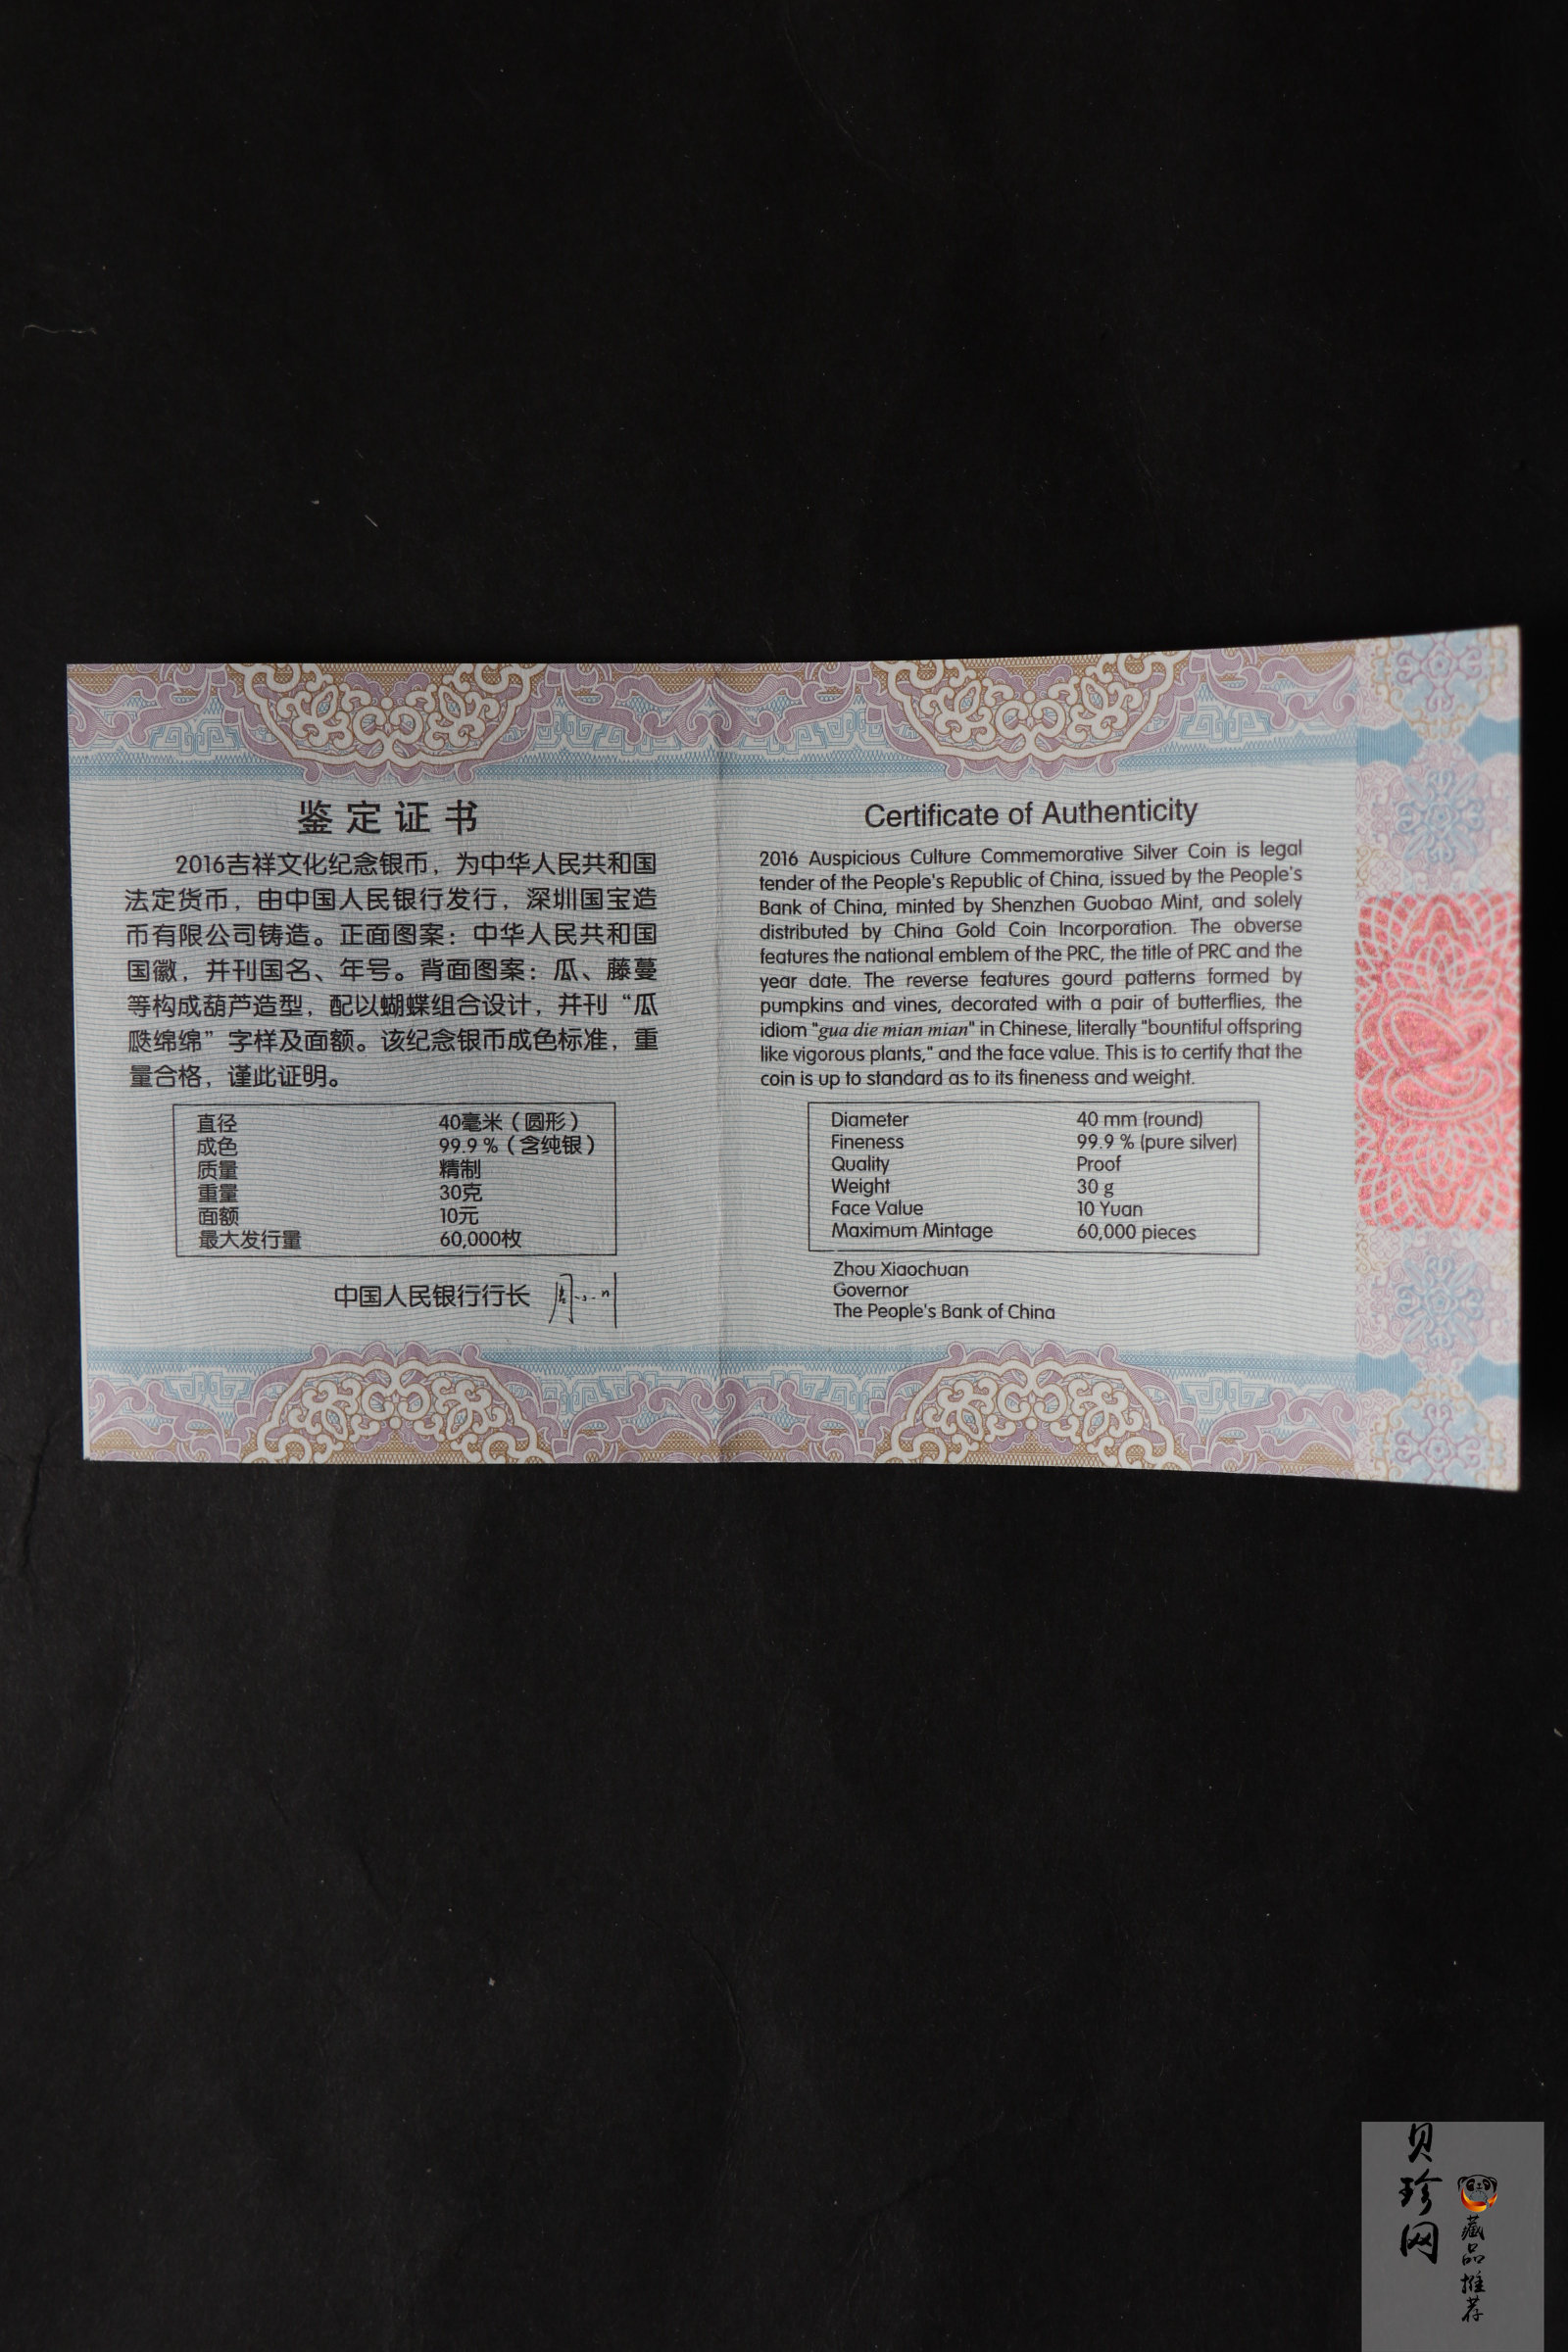 鉴定证书
2016吉祥文化纪念银币，为中华人民共和国
法定货币，由中国人民银行发行，深圳国宝造
币有限公司铸造。正面图案：中华人民共和国
国徽，并刊国名、年号。背面图案：瓜、藤蔓
等构成葫芦造型，配以蝴蝶组合设计，并刊“瓜
瓞绵绵”字样及面额。该纪念银币成色标准，重
量合格，谨此证明。
直径 40毫米（圆形）
成色 99.9 %（含纯银）
质量 精制
重量 30克
面额 10元
最大发行量 60,000枚
中国人民银行行长 周小川
Certificate of Authenticity
2016 Auspicious Culture Commemorative Silver Coin is legal
tender of the People's Republic of China, issued by the People's
Bank of China, minted by Shenzhen Guobao Mint, and solely
distributed by China Gold Coin Incorporation. The obverse
features the national emblem of the PRC, the title of PRC and the
year date. The reverse features gourd patterns formed by
pumpkins and vines, decorated with a pair of butterflies, the
idiom "gua die mian mian" in Chinese, literally "bountiful offspring
like vigorous plants," and the face value. This is to certify that the
coin is up to standard as to its fineness and weight.
Diameter 40 mm (round)
Fineness 99.9 % (pure silver)
Quality Proof
Weight 30 g
Face Value 10 Yuan
Maximum Mintage 60,000 pieces
Zhou Xiaochuan
Governor
The People's Bank of China
贝珍网
藏品推荐